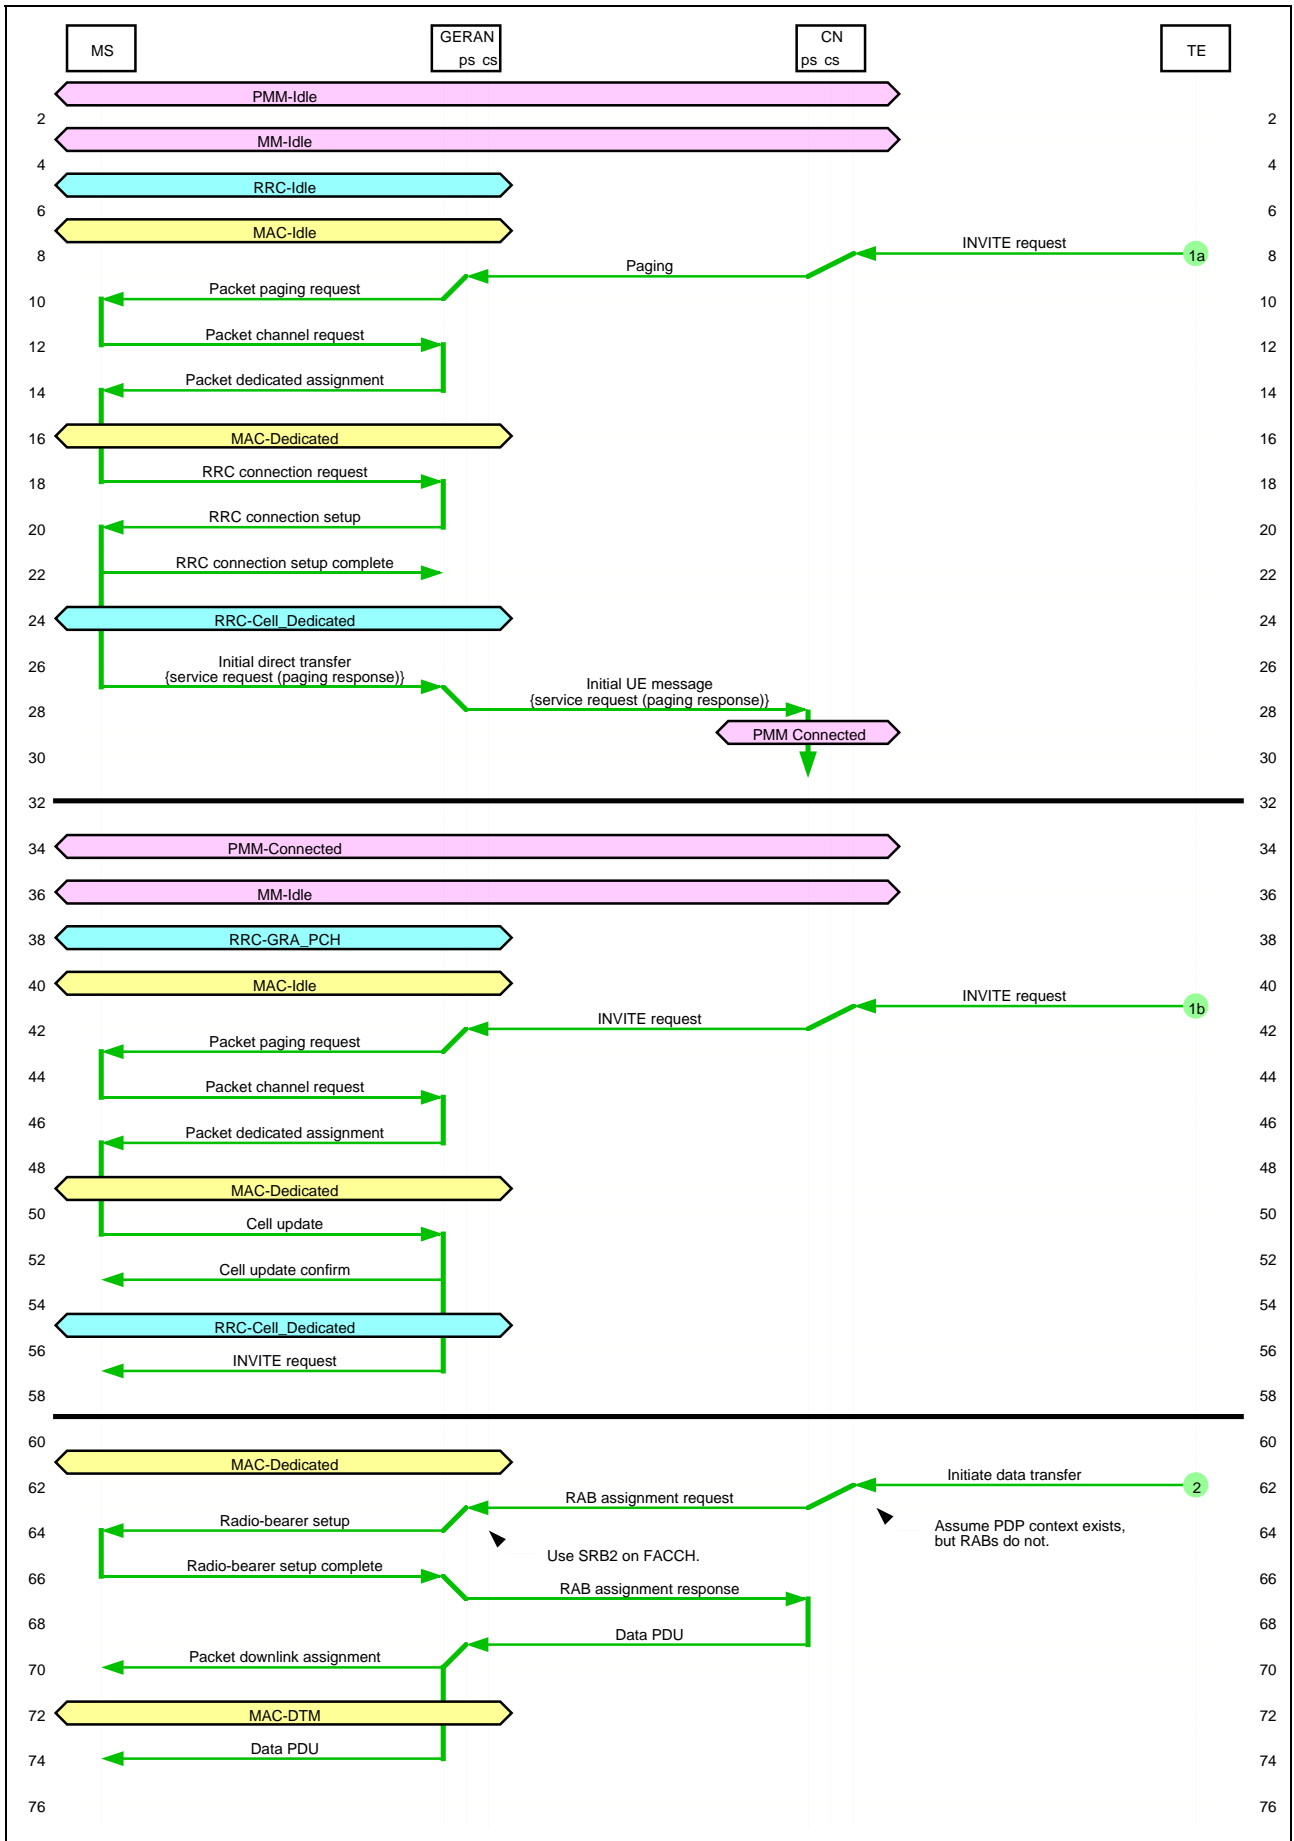 MS
GERAN
ps cs
CN
ps cs
TE
PMM-Idle
2 2
MM-Idle
4 4
RRC-Idle
6 6
MAC-Idle
INVITE request
8 1a 8
Paging
Packet paging request
10 10
Packet channel request
12 12
Packet dedicated assignment
14 14
16 MAC-Dedicated 16
RRC connection request
18 18
RRC connection setup
20 20
RRC connection setup complete
22 22
24 RRC-Cell_Dedicated 24
Initial direct transfer
26 26
{service request (paging response)}
Initial UE message
{service request (paging response)}
28 28
PMM Connected
30 30
32 32
34 PMM-Connected 34
36 MM-Idle 36
38 RRC-GRA_PCH 38
40 MAC-Idle 40
INVITE request
1b
INVITE request
42 42
Packet paging request
44 44
Packet channel request
46 46
Packet dedicated assignment
48 48
MAC-Dedicated
50 50
Cell update
52 52
Cell update confirm
54 54
RRC-Cell_Dedicated
56 56
INVITE request
58 58
60 60
MAC-Dedicated
Initiate data transfer
62 2 62
RAB assignment request
Radio-bearer setup
64 64
Assume PDP context exists,
but RABs do not.
Use SRB2 on FACCH.
Radio-bearer setup complete
66 66
RAB assignment response
68 68
Data PDU
Packet downlink assignment
70 70
72 MAC-DTM 72
Data PDU
74 74
76 76